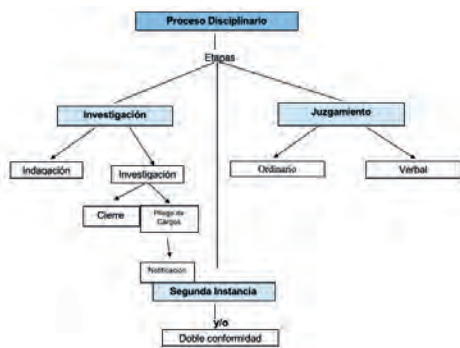 Proceso Disciplinario
Etapas
Investigación
Juzgamiento
Indagación
Investigación
Ordinario
Verbal
Cierre
Pliego de
Cargos
Notificación
Segunda Instancia
y/o
Doble conformidad